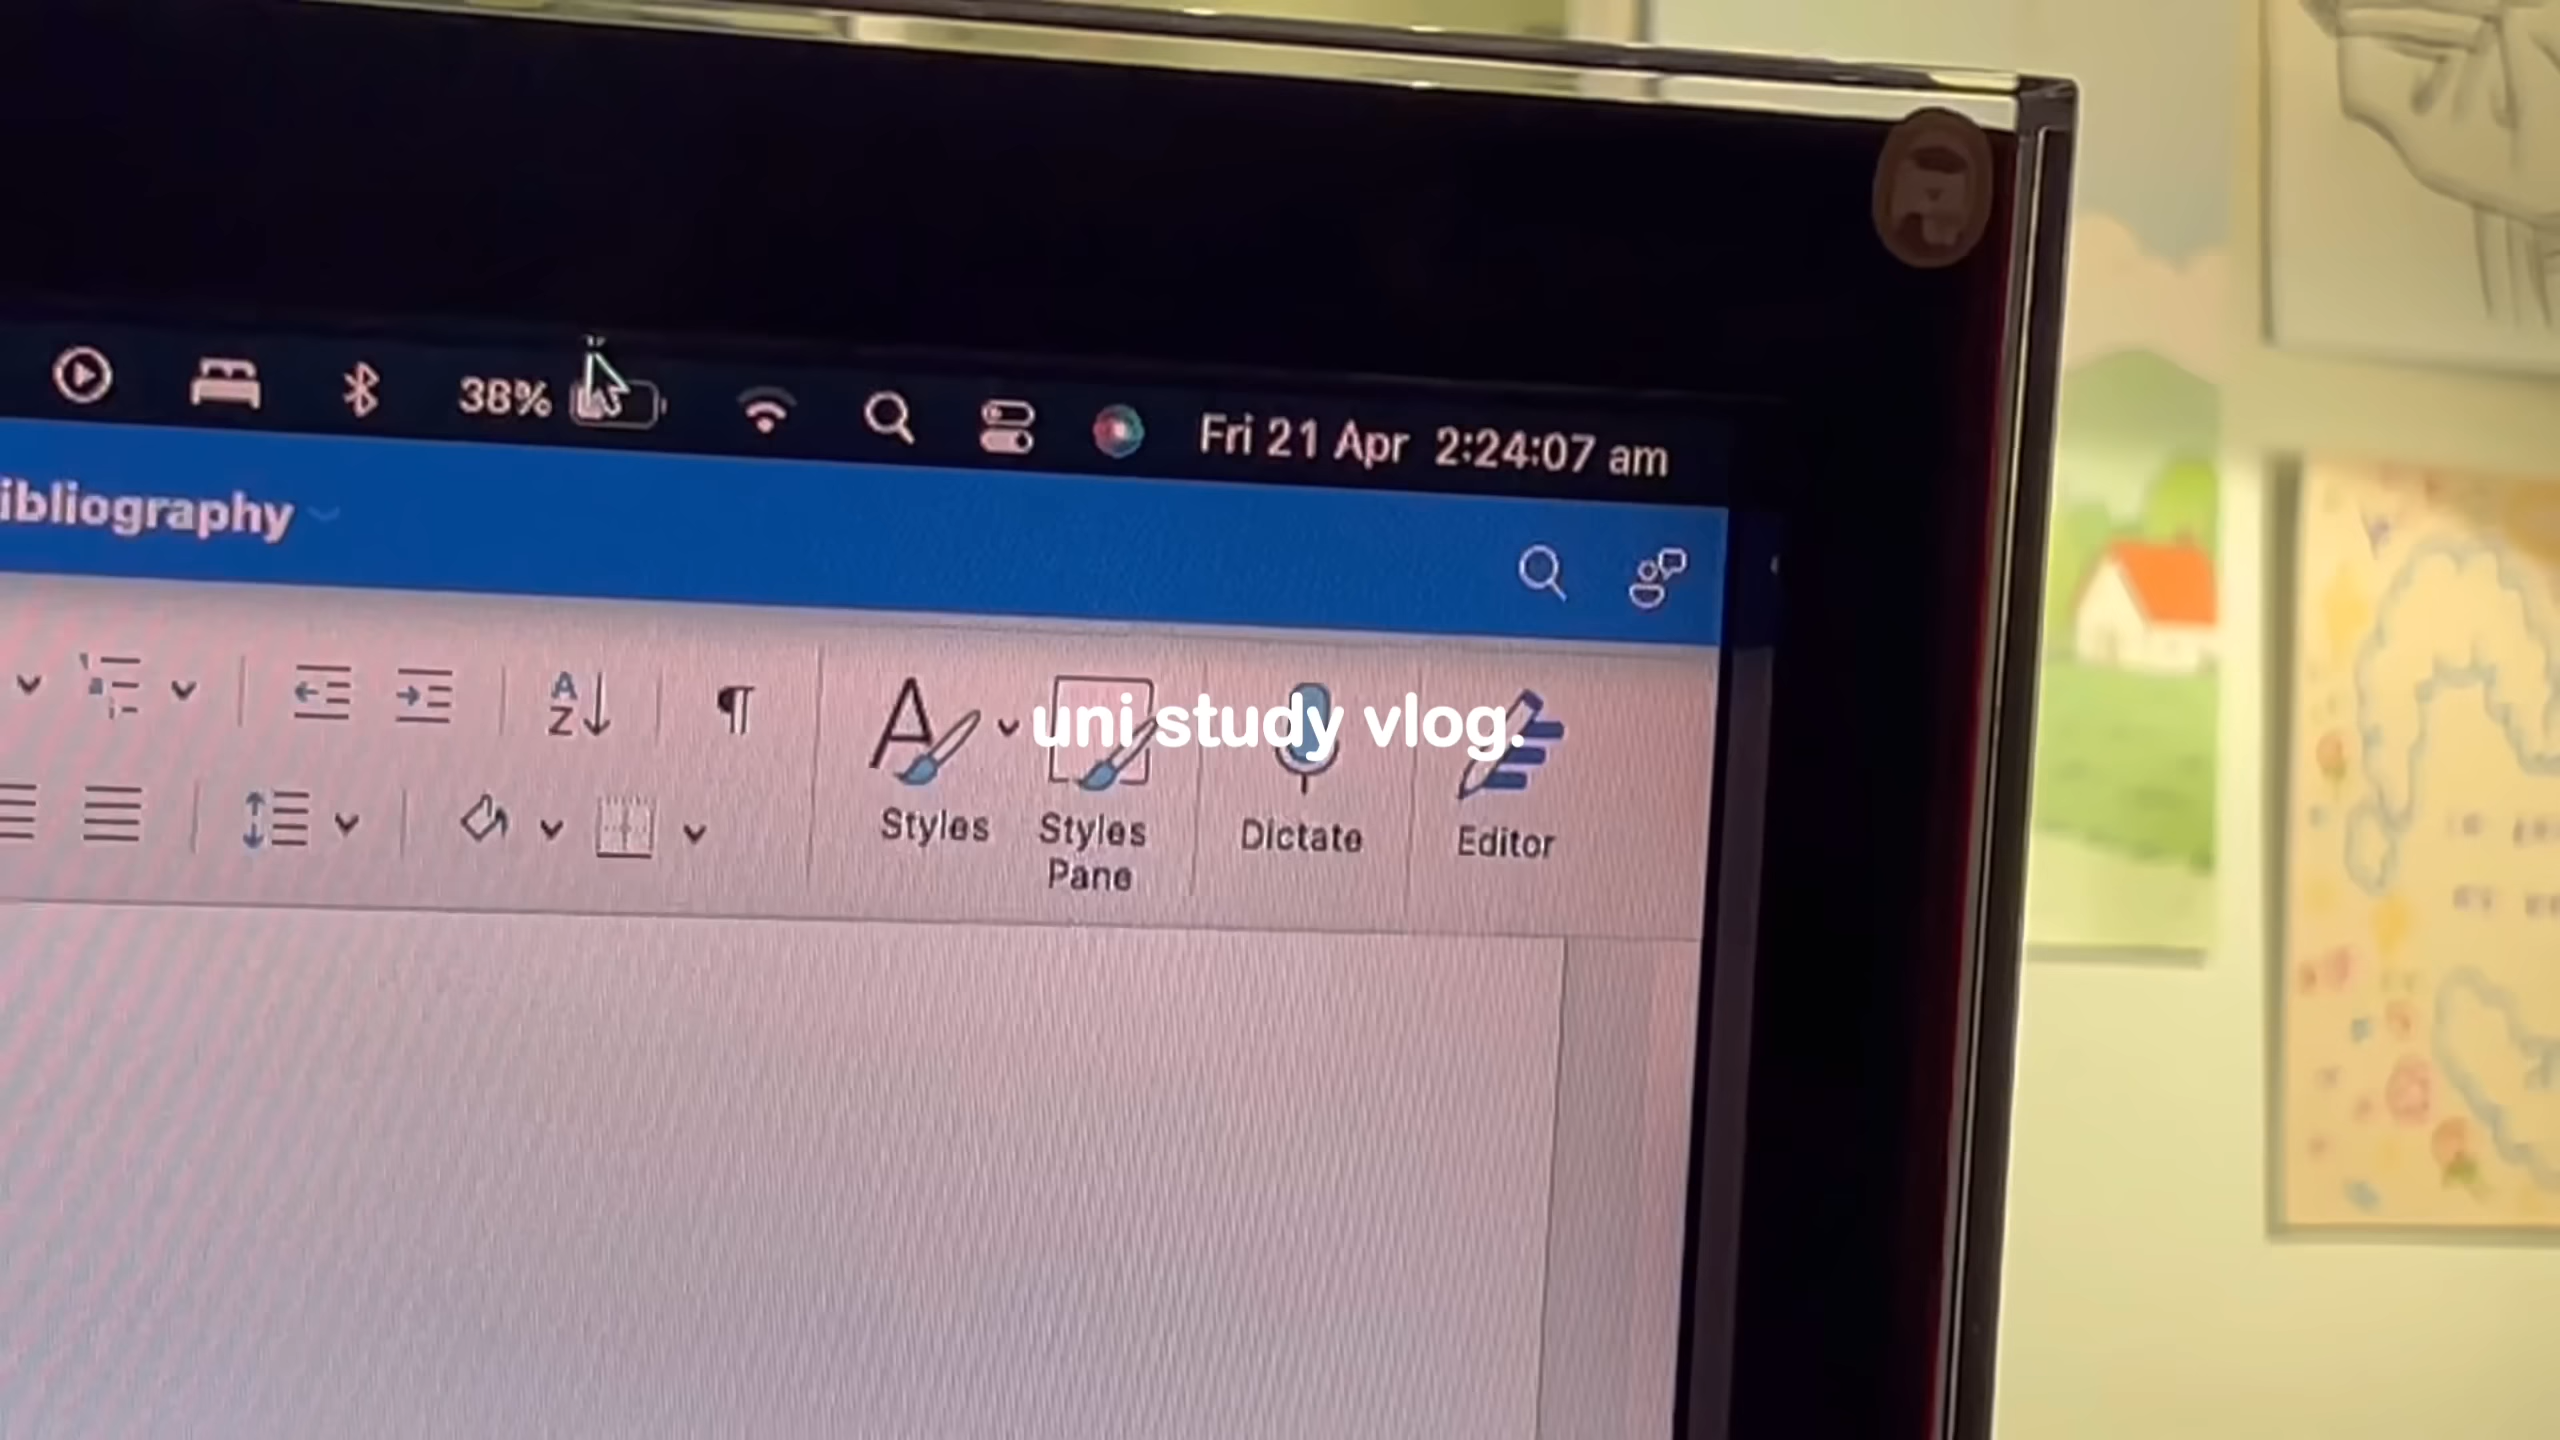 38%
Fri 21 Apr 2:24:07 am
ibliography
uni study vlog.
Styles
Styles
Pane
Dictate
Editor